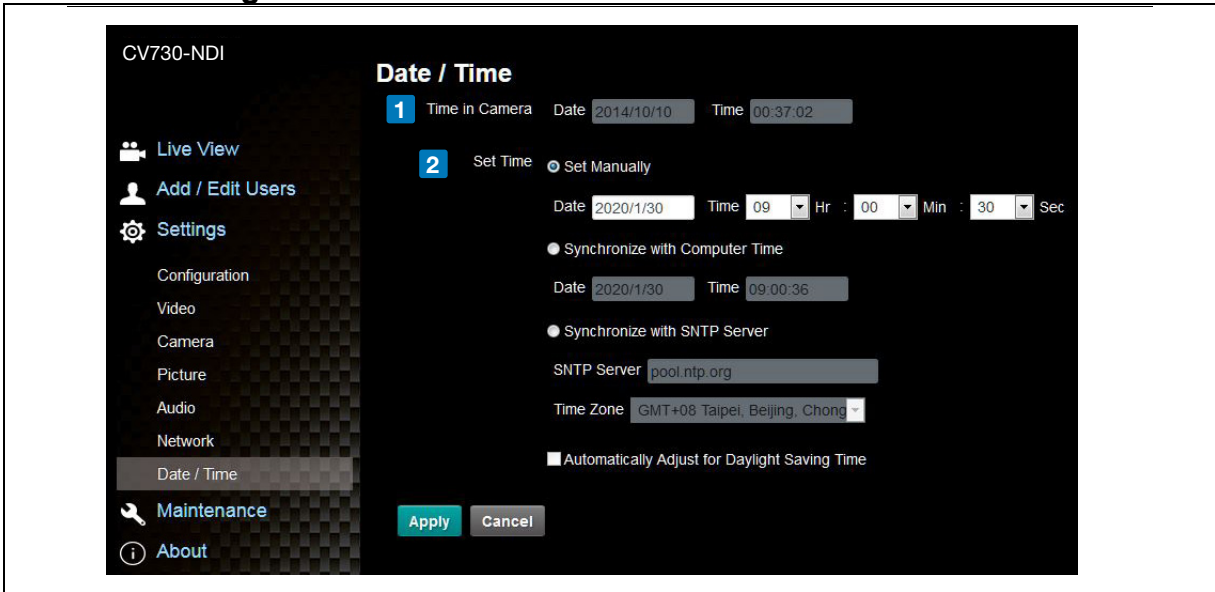 CV730-NDI
Date / Time
1 Time in Camera Date 2014/10/10 Time 00:37:02
Live View
Add / Edit Users
Settings
Configuration
Video
Camera
Picture
Audio
Network
Date / Time
Maintenance
About
2 Set Time Set Manually
Date 2020/1/30 Time 09 Hr : 00 Min : 30 Sec
Synchronize with Computer Time
Date 2020/1/30 Time 09:00:36
Synchronize with SNTP Server
SNTP Server pool.ntp.org
Time Zone GMT+08 Taipei, Beijing, Chong
Automatically Adjust for Daylight Saving Time
Apply Cancel